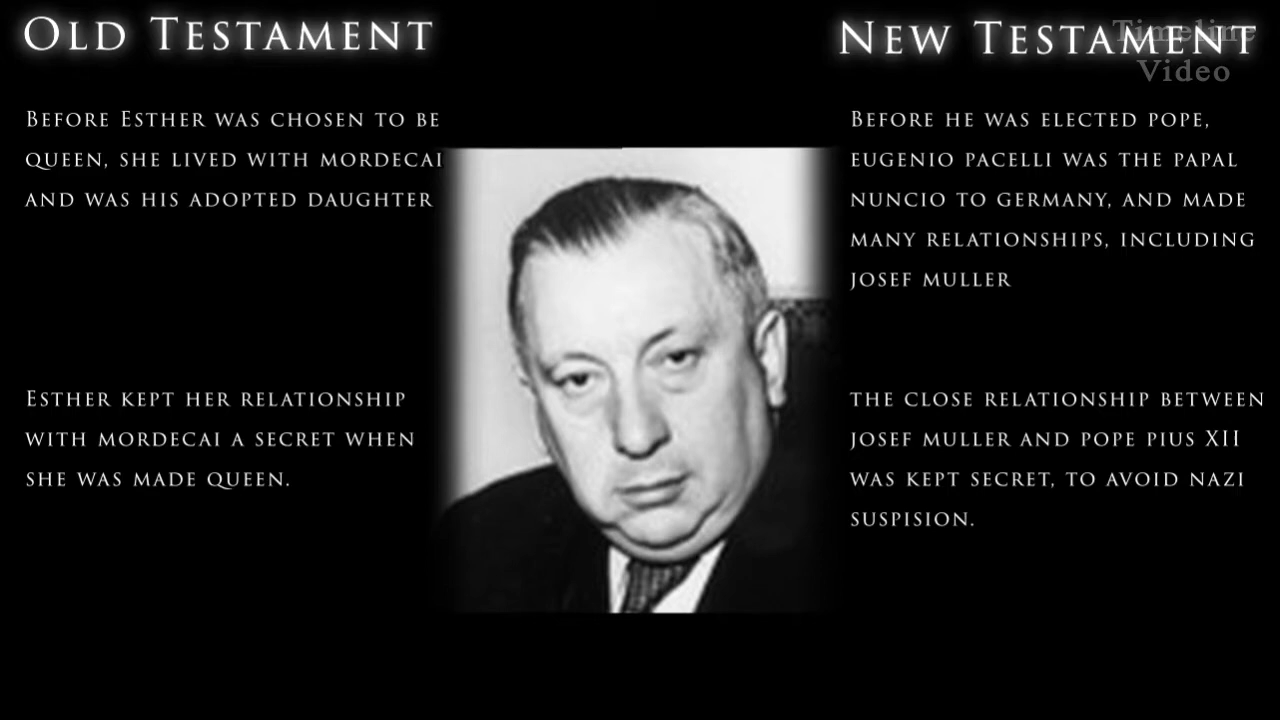 OLD TESTAMENT
BEFORE ESTHER WAS CHOSEN TO BE
QUEEN, SHE LIVED WITH MORDECAI
AND WAS HIS ADOPTED DAUGHTER
ESTHER KEPT HER RELATIONSHIP
WITH MORDECAI A SECRET WHEN
SHE WAS MADE QUEEN.
NEW TESTAMENT
Timeline
Video
BEFORE HE WAS ELECTED POPE,
EUGENIO PACELLI WAS THE PAPAL
NUNCIO TO GERMANY, AND MADE
MANY RELATIONSHIPS, INCLUDING
JOSEF MULLER
THE CLOSE RELATIONSHIP BETWEEN
JOSEF MULLER AND POPE PIUS XII
WAS KEPT SECRET, TO AVOID NAZI
SUSPISION.